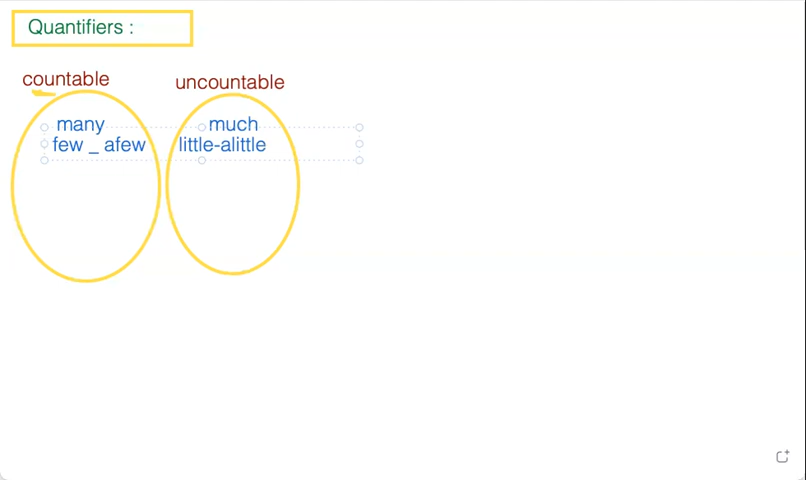 Quantifiers :
countable uncountable
many much
few _ afew little-alittle